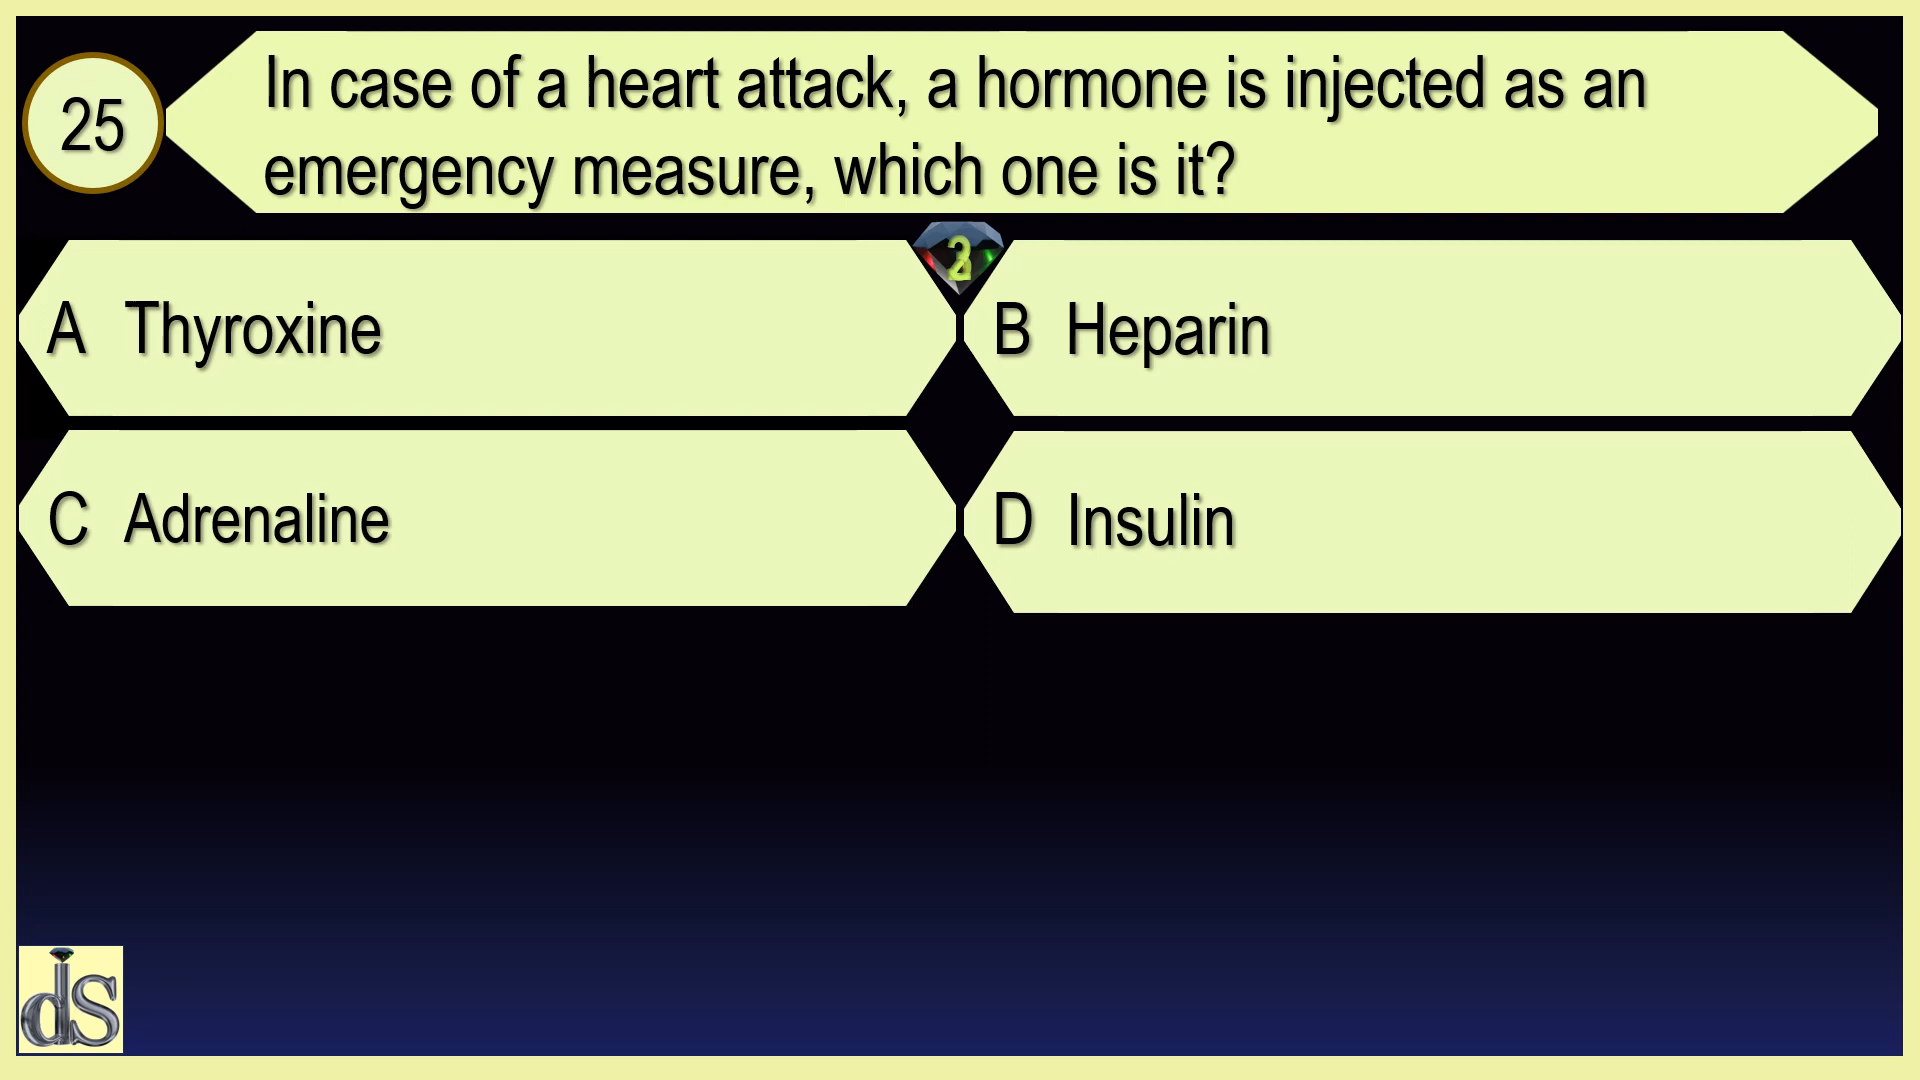 25
In case of a heart attack, a hormone is injected as an
emergency measure, which one is it?
A Thyroxine
B Heparin
C Adrenaline
D Insulin
ds